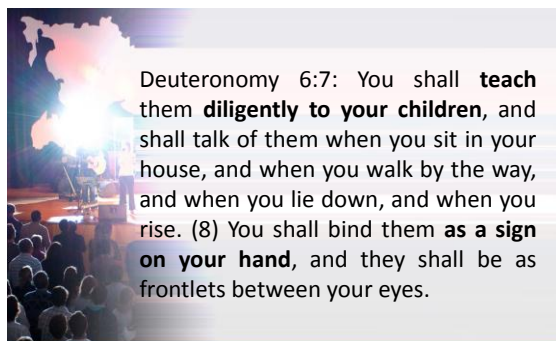 Deuteronomy 6:7: You shall teach
them diligently to your children, and
shall talk of them when you sit in your
house, and when you walk by the way,
and when you lie down, and when you
rise. (8) You shall bind them as a sign
on your hand, and they shall be as
frontlets between your eyes.